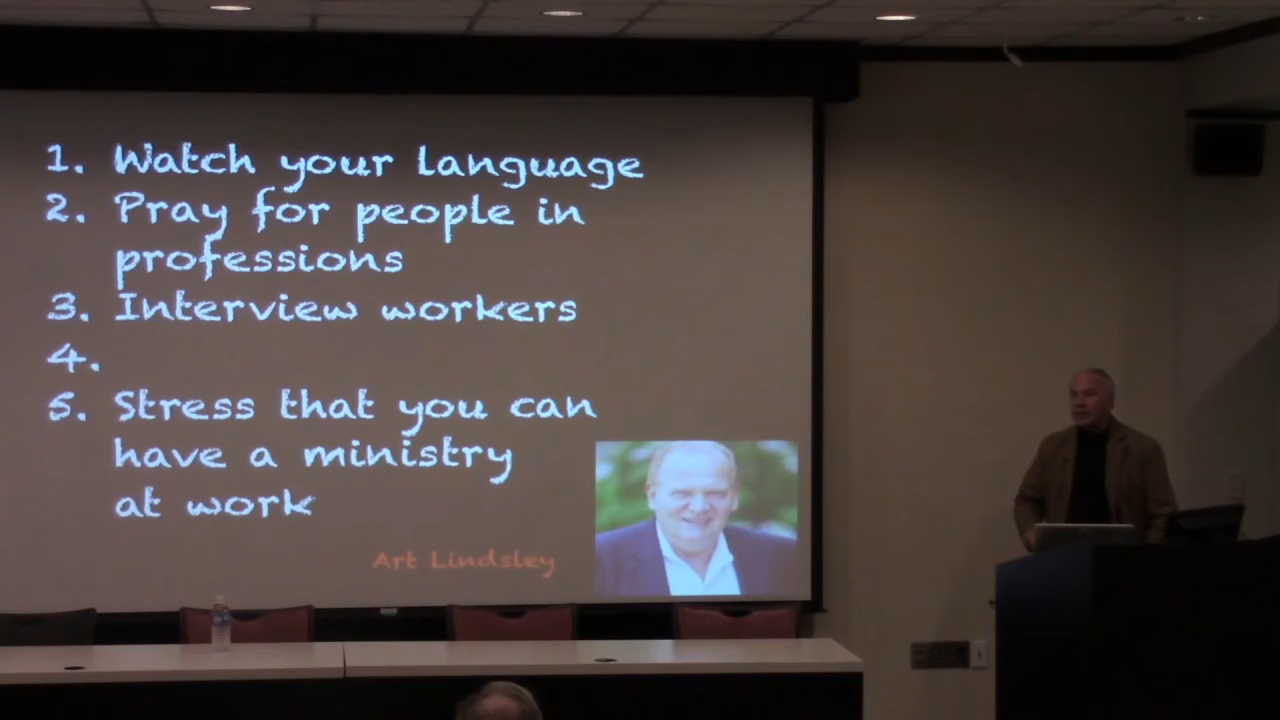 1. Watch your language
2. Pray for people in
professions
3. Interview workers
4.
5. Stress that you can
have a ministry
at work
Art Lindsley